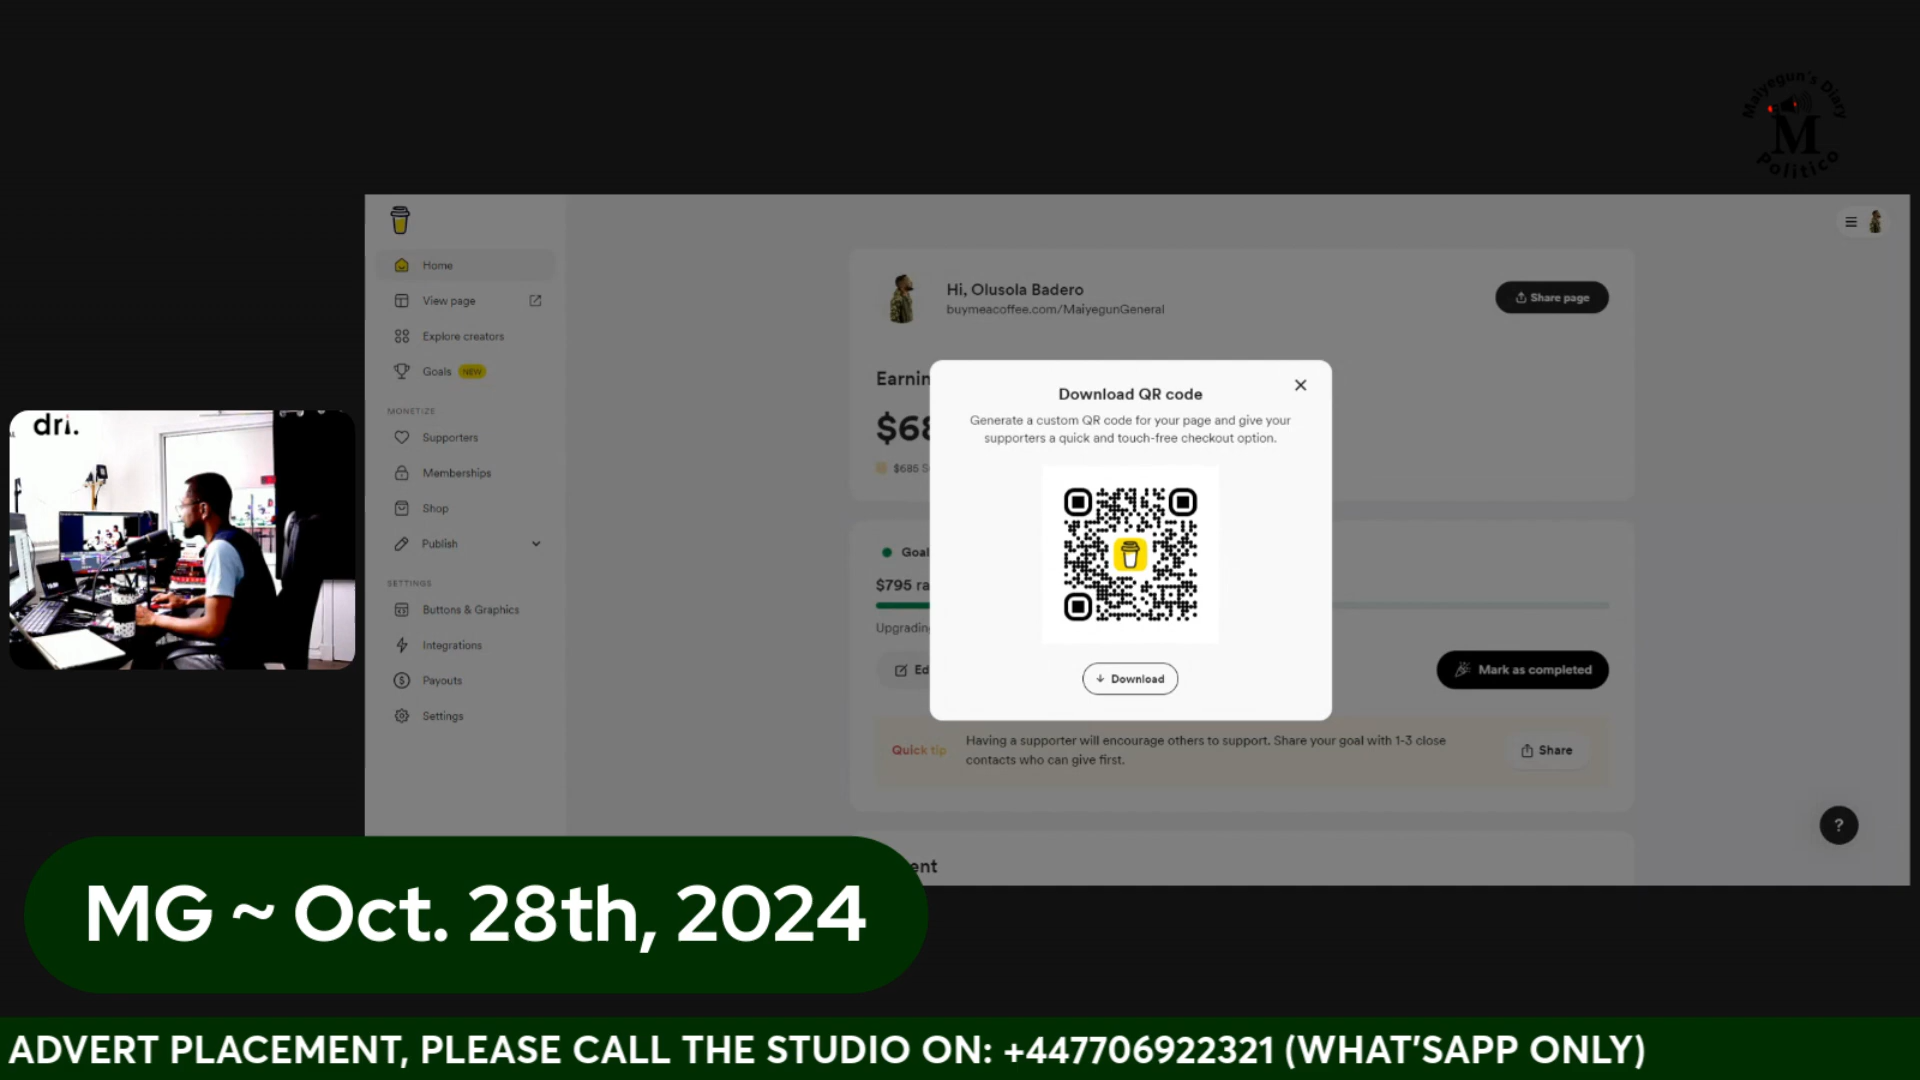 Maiyegun's Diary
M
Politico
Home
View page
Explore creators
Goals NEW
MONETIZE
Supporters
Memberships
Shop
Publish
SETTINGS
Buttons & Graphics
Integrations
Payouts
Settings
Hi, Olusola Badero
buymeacoffee.com/MaiyegunGeneral
Share page
Earnin
$68
$685 S
Download QR code
Generate a custom QR code for your page and give your
supporters a quick and touch-free checkout option.
Download
Goal
$795 ra
Upgrading
Ed
Mark as completed
Quick tip
Having a supporter will encourage others to support. Share your goal with 1-3 close
contacts who can give first.
Share
?
ent
dri.
MG ~ Oct. 28th, 2024
ADVERT PLACEMENT, PLEASE CALL THE STUDIO ON: +447706922321 (WHAT'SAPP ONLY)